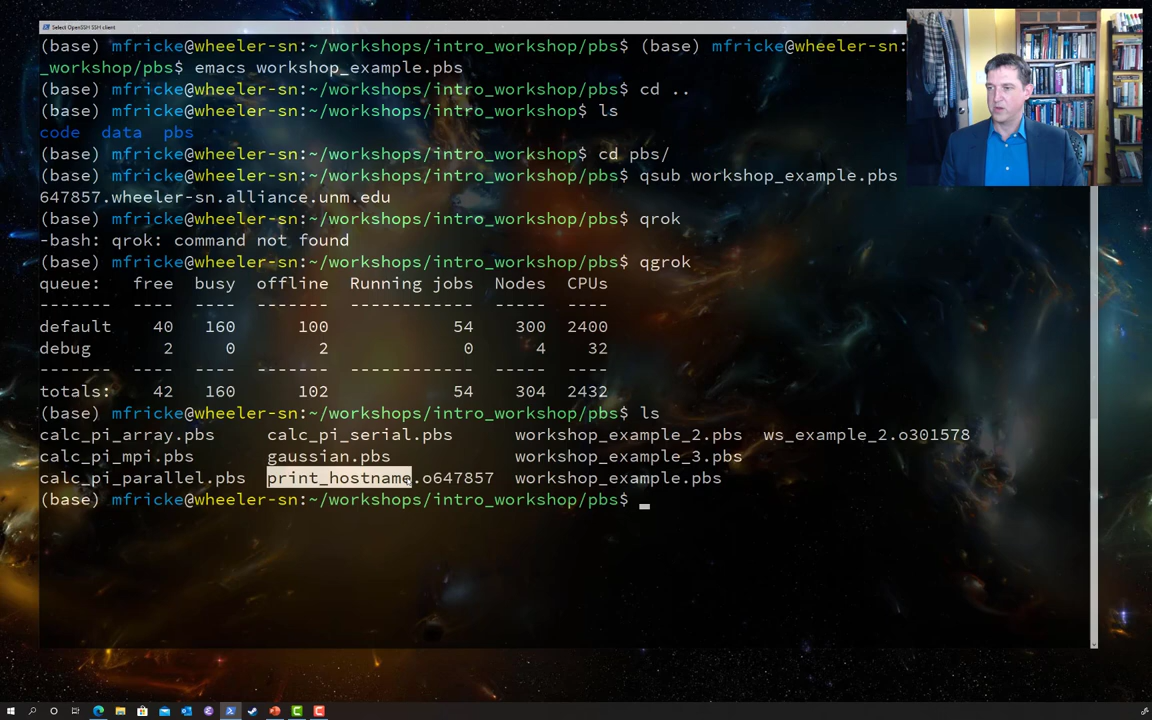 Select OpenSSH SSH client
(base) mfricke@wheeler-sn:~/workshops/intro_workshop/pbs$ (base) mfricke@wheeler-sn:
_workshop/pbs$ emacs workshop_example.pbs
(base) mfricke@wheeler-sn:~/workshops/intro_workshop/pbs$ cd ..
(base) mfricke@wheeler-sn:~/workshops/intro_workshop$ ls
code  data  pbs
(base) mfricke@wheeler-sn:~/workshops/intro_workshop$ cd pbs/
(base) mfricke@wheeler-sn:~/workshops/intro_workshop/pbs$ qsub workshop_example.pbs
647857.wheeler-sn.alliance.unm.edu
(base) mfricke@wheeler-sn:~/workshops/intro_workshop/pbs$ qrok
-bash: qrok: command not found
(base) mfricke@wheeler-sn:~/workshops/intro_workshop/pbs$ qgrok
queue:   free  busy  offline  Running jobs  Nodes  CPUs
-------  ----  ----  -------  ------------  -----  ----
default    40   160      100            54    300  2400
debug       2     0        2             0      4    32
-------  ----  ----  -------  ------------  -----  ----
totals:    42   160      102            54    304  2432
(base) mfricke@wheeler-sn:~/workshops/intro_workshop/pbs$ ls
calc_pi_array.pbs     calc_pi_serial.pbs      workshop_example_2.pbs  ws_example_2.o301578
calc_pi_mpi.pbs       gaussian.pbs            workshop_example_3.pbs
calc_pi_parallel.pbs  print_hostname.o647857  workshop_example.pbs
(base) mfricke@wheeler-sn:~/workshops/intro_workshop/pbs$